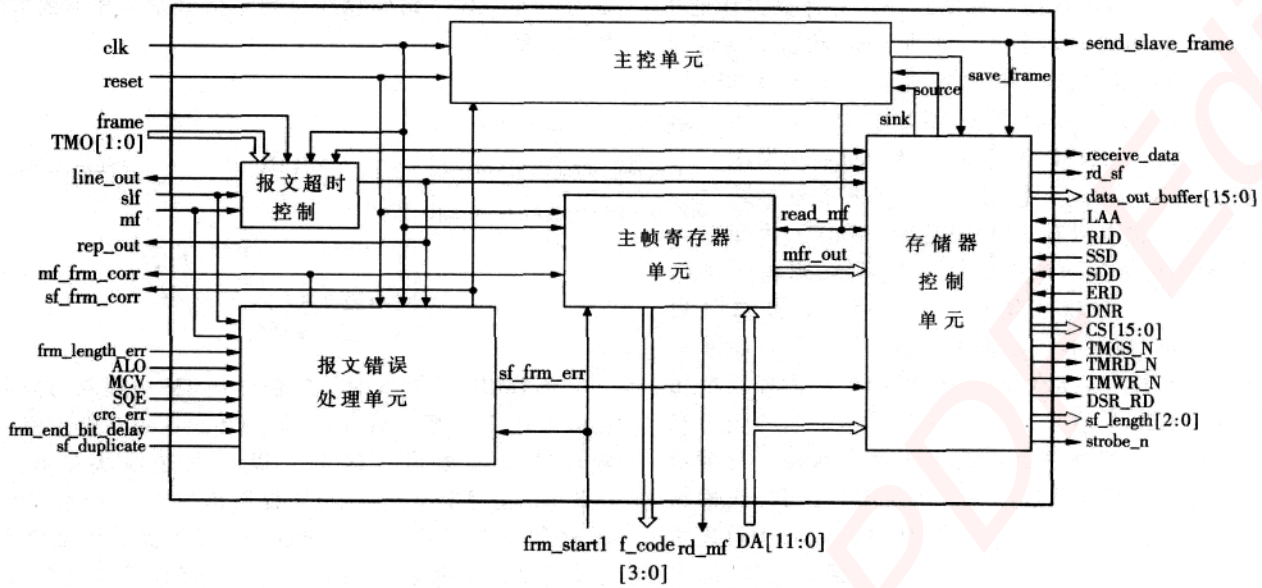 clk
reset
frame
TMO[1:0]
line_out
slf
mf
rep_out
mf_frm_corr
sf_frm_corr
frm_length_err
ALO
MCV
SQE
crc_err
frm_end_bit_delay
sf_duplicate
主控单元
报文超时
控制
报文错误
处理单元
主帧寄存器
单元
sf_frm_err
read_mf
mfr_out
sink
source
save_frame
存储器
控制
单元
send_slave_frame
receive_data
rd_sf
data_out_buffer[15:0]
LAA
RLD
SSD
SDD
ERD
DNR
CS[15:0]
TMCS_N
TMRD_N
TMWR_N
DSR_RD
sf_length[2:0]
strobe_n
frm_start1 f_code rd_mf DA[11:0]
[3:0]
PDF Edi